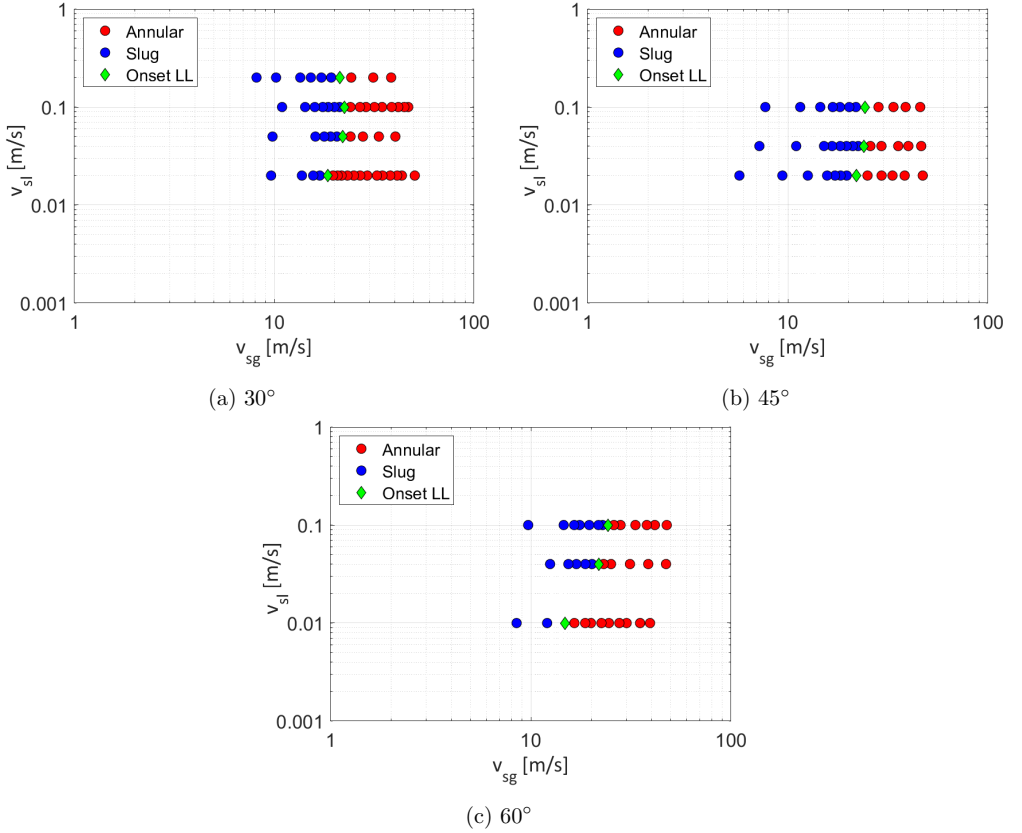 1
Annular
Slug
Onset LL
0.1
0.01
0.001
v_sl [m/s]
1
10
100
v_sg [m/s]
(a) 30°
1
Annular
Slug
Onset LL
0.1
0.01
0.001
v_sl [m/s]
1
10
100
v_sg [m/s]
(b) 45°
1
Annular
Slug
Onset LL
0.1
0.01
0.001
v_sl [m/s]
1
10
100
v_sg [m/s]
(c) 60°